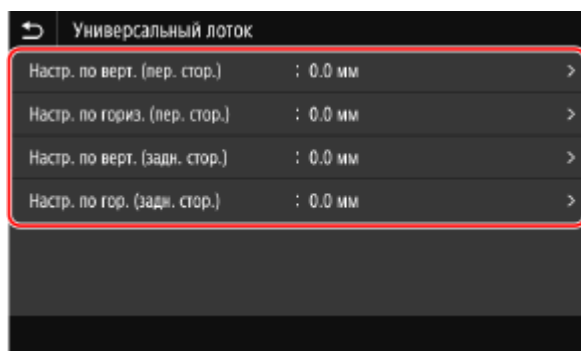 Универсальный лоток
Настр. по верт. (пер. стор.) : 0.0 мм >
Настр. по гориз. (пер. стор.) : 0.0 мм >
Настр. по верт. (задн. стор.) : 0.0 мм >
Настр. по гор. (задн. стор.) : 0.0 мм >